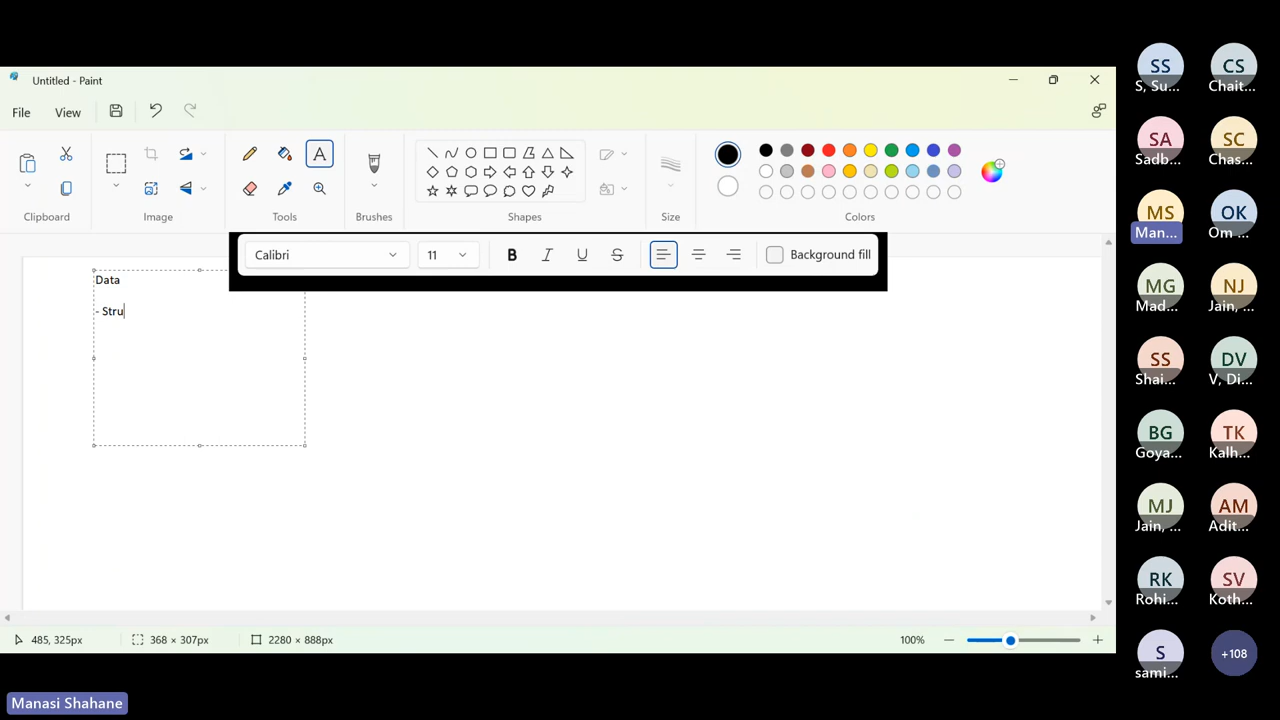 Untitled - Paint
File View
Clipboard
Image
Tools
Brushes
Shapes
Size
Colors
Calibri
11
B I U S
Background fill
Data
- Stru
485, 325px
368 × 307px
2280 × 888px
100%
SS CS
S, Su... Chait...
SA SC
Sadb... Chas...
MS OK
Man... Om ...
MG NJ
Mad... Jain, ...
SS DV
Shai... V, Di...
BG TK
Goya... Kalh...
MJ AM
Jain, ... Adit...
RK SV
Rohi... Koth...
S +108
sami...
Manasi Shahane